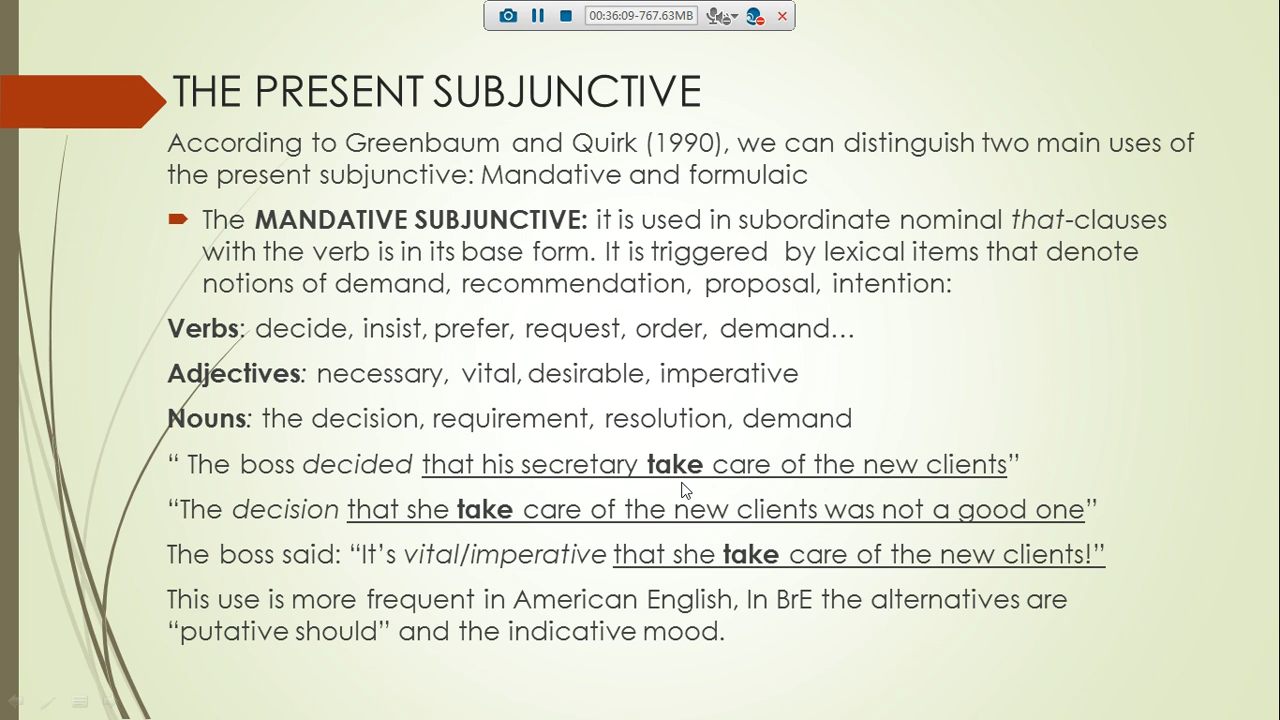 00:36:09-767.63MB
THE PRESENT SUBJUNCTIVE
According to Greenbaum and Quirk (1990), we can distinguish two main uses of
the present subjunctive: Mandative and formulaic
The MANDATIVE SUBJUNCTIVE: it is used in subordinate nominal that-clauses
with the verb is in its base form. It is triggered by lexical items that denote
notions of demand, recommendation, proposal, intention:
Verbs: decide, insist, prefer, request, order, demand…
Adjectives: necessary, vital, desirable, imperative
Nouns: the decision, requirement, resolution, demand
“ The boss decided that his secretary take care of the new clients”
“The decision that she take care of the new clients was not a good one”
The boss said: “It’s vital/imperative that she take care of the new clients!”
This use is more frequent in American English, In BrE the alternatives are
“putative should” and the indicative mood.